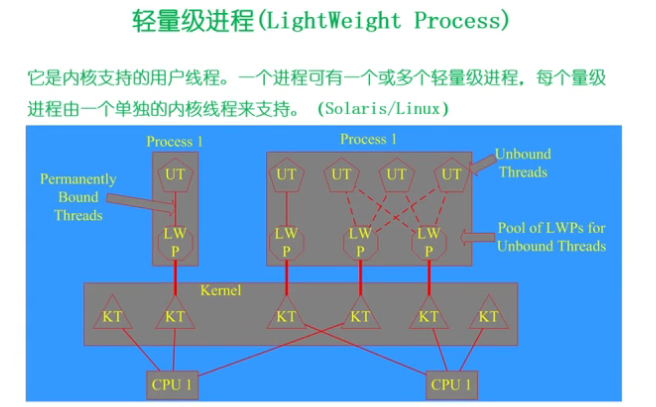 轻量级进程(LightWeight Process)
它是内核支持的用户线程。一个进程可有一个或多个轻量级进程，每个量级
进程由一个单独的内核线程来支持。（Solaris/Linux）
Process 1
Process 1
Unbound
Threads
UT
UT
UT
UT
UT
Permanently
Bound
Threads
LW
P
LW
P
LW
P
LW
P
Pool of LWPs for
Unbound Threads
Kernel
KT
KT
KT
KT
KT
KT
CPU 1
CPU 1